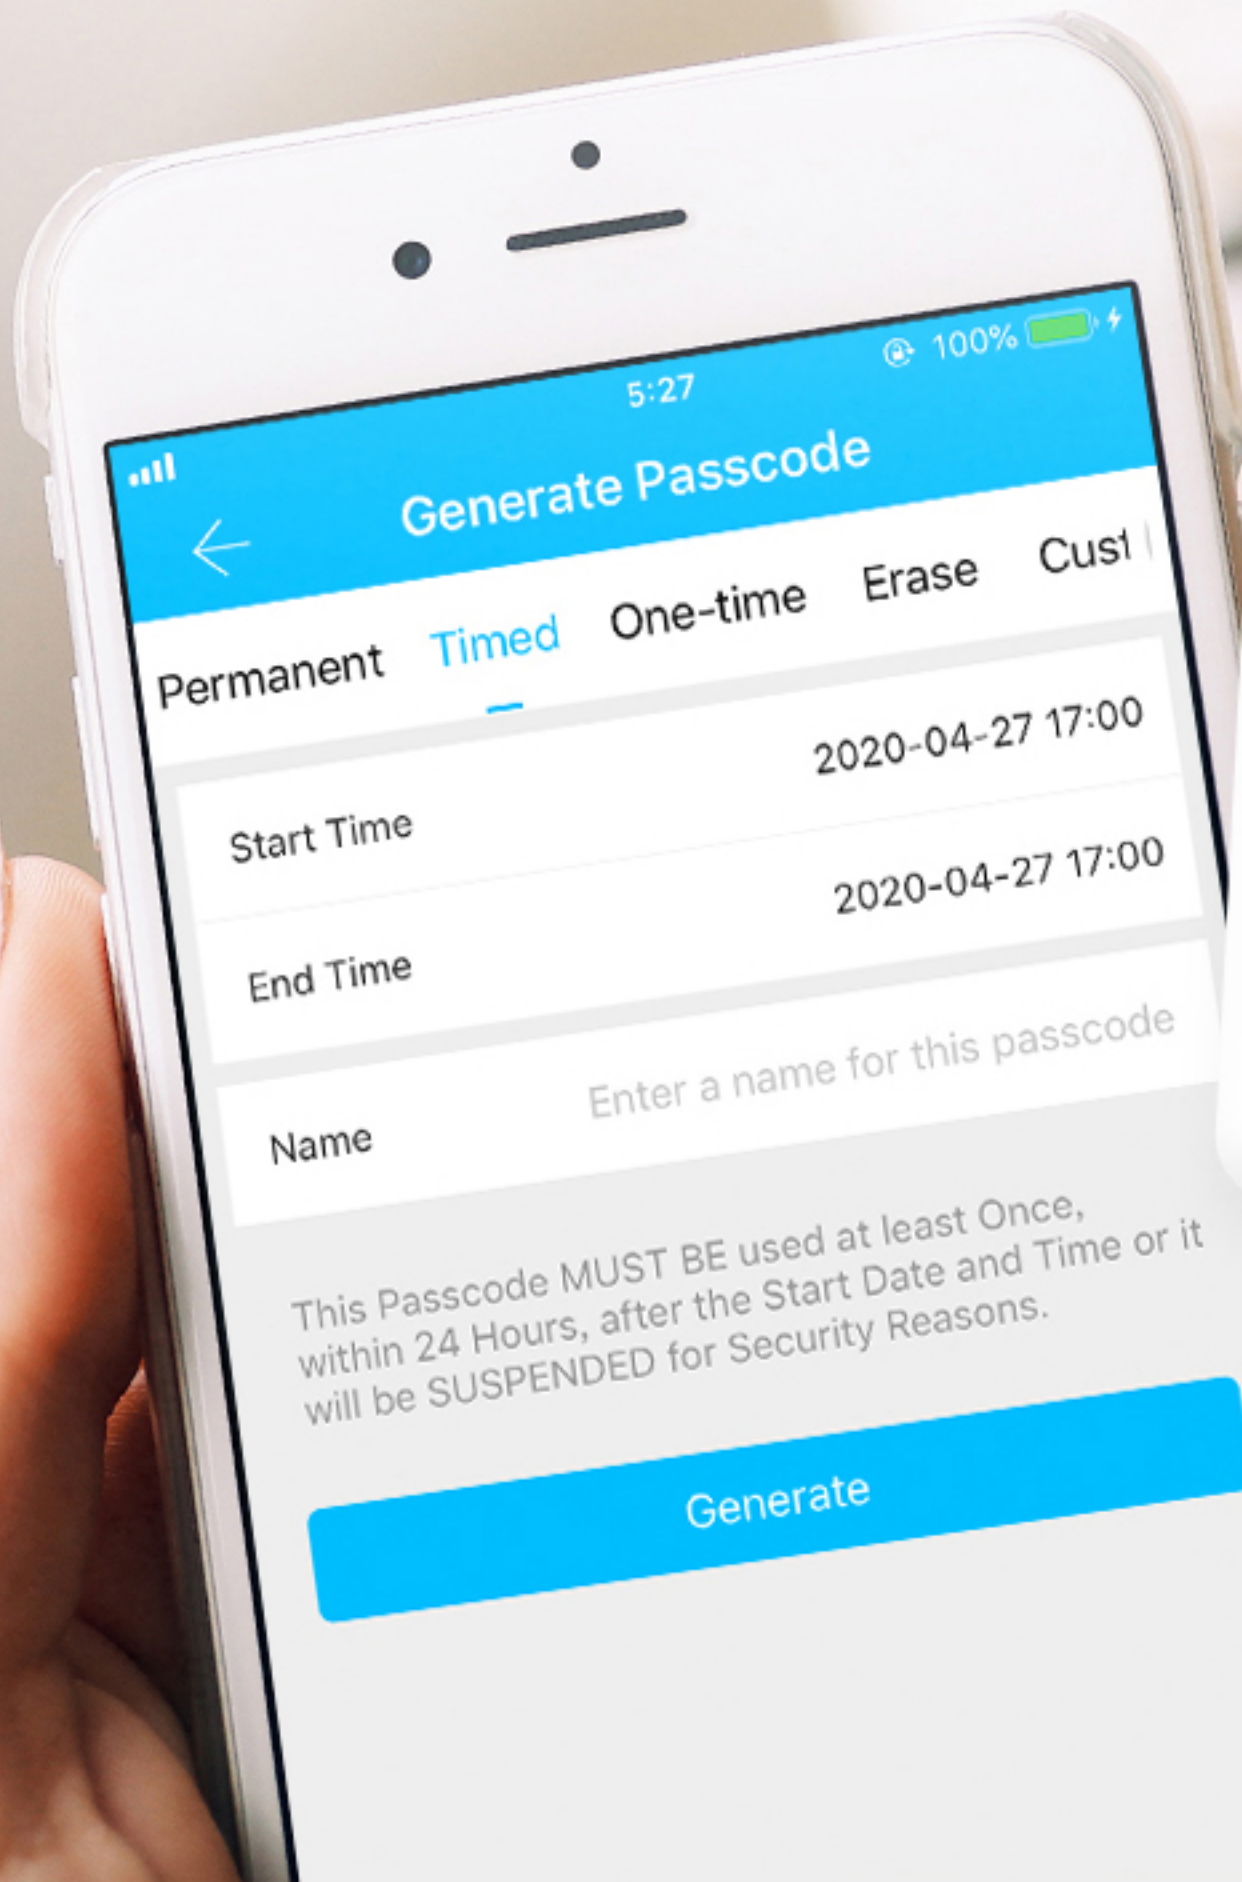 5:27
100%
Generate Passcode
Permanent Timed One-time Erase Cust
Start Time 2020-04-27 17:00
End Time 2020-04-27 17:00
Name Enter a name for this passcode
This Passcode MUST BE used at least Once,
within 24 Hours, after the Start Date and Time or it
will be SUSPENDED for Security Reasons.
Generate